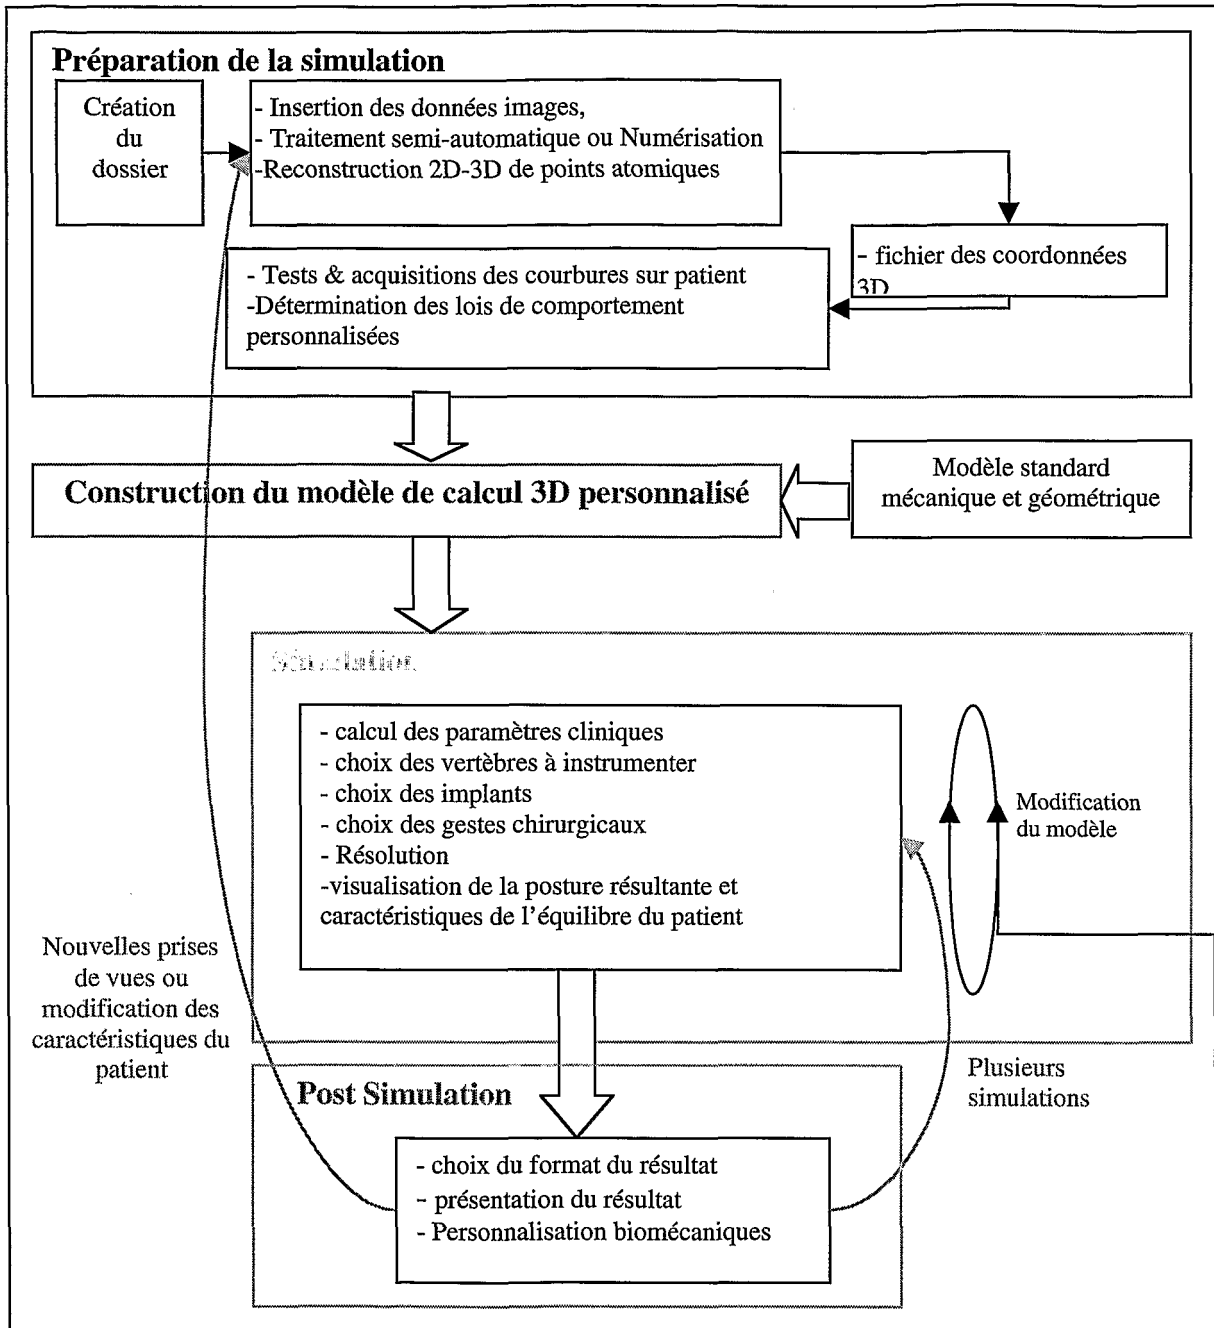 Préparation de la simulation
Création
du
dossier
- Insertion des données images,
- Traitement semi-automatique ou Numérisation
-Reconstruction 2D-3D de points atomiques
- fichier des coordonnées
3D
- Tests & acquisitions des courbures sur patient
-Détermination des lois de comportement
personnalisées
Construction du modèle de calcul 3D personnalisé
Modèle standard
mécanique et géométrique
Simulation
- calcul des paramètres cliniques
- choix des vertèbres à instrumenter
- choix des implants
- choix des gestes chirurgicaux
- Résolution
-visualisation de la posture résultante et
caractéristiques de l'équilibre du patient
Modification
du modèle
Nouvelles prises
de vues ou
modification des
caractéristiques du
patient
Plusieurs
simulations
Post Simulation
- choix du format du résultat
- présentation du résultat
- Personnalisation biomécaniques